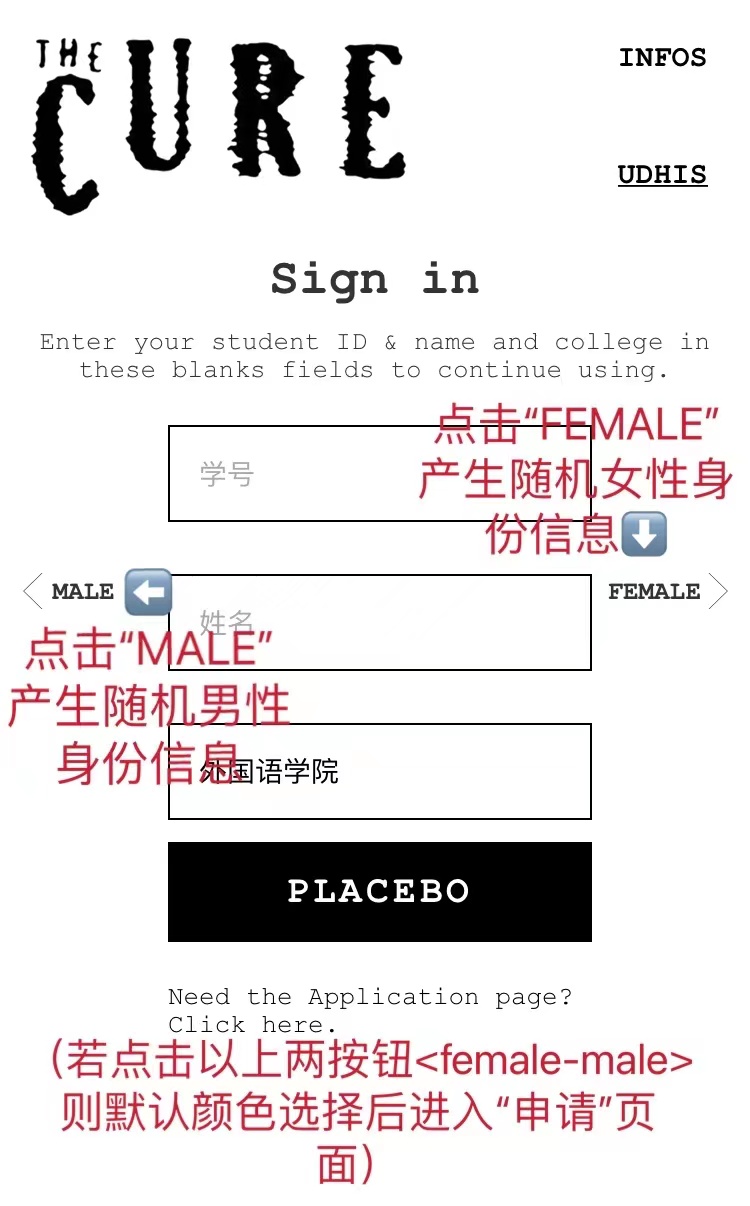 THE CURE
INFOS
UDHIS
Sign in
Enter your student ID & name and college in
these blanks fields to continue using.
点击“FEMALE”
产生随机女性身
份信息⬇️
学号
MALE ⬅️
FEMALE
姓名
点击“MALE”
产生随机男性
身份信息
外国语学院
PLACEBO
Need the Application page?
Click here.
（若点击以上两按钮<female-male>
则默认颜色选择后进入“申请”页
面）